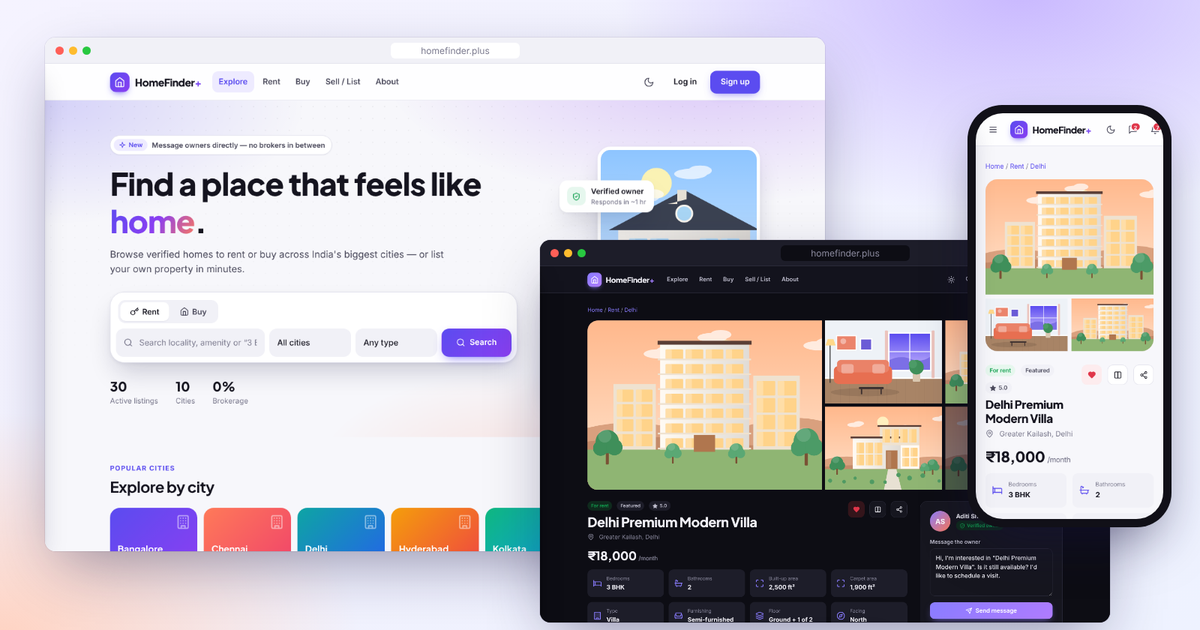 homefinder.plus
HomeFinder+
Explore
Rent
Buy
Sell / List
About
Log in
Sign up
New
Message owners directly — no brokers in between
Find a place that feels like
home.
Browse verified homes to rent or buy across India's biggest cities — or list
your own property in minutes.
Rent
Buy
Search locality, amenity or "3 B
All cities
Any type
Search
30
Active listings
10
Cities
0%
Brokerage
Verified owner
Responds in ~1 hr
POPULAR CITIES
Explore by city
Bangalore
Chennai
Delhi
Hyderabad
Kolkata
homefinder.plus
HomeFinder+
Explore
Rent
Buy
Sell / List
About
Home / Rent / Delhi
For rent
Featured
5.0
Delhi Premium Modern Villa
Greater Kailash, Delhi
₹18,000 /month
Bedrooms
3 BHK
Bathrooms
2
Built-up area
2,500 ft²
Carpet area
1,900 ft²
Type
Villa
Furnishing
Semi-furnished
Floor
Ground + 1 of 2
Facing
North
AS
Aditi S
Verified
Message the owner
Hi, I'm interested in "Delhi Premium
Modern Villa". Is it still available? I'd
like to schedule a visit.
Send message
HomeFinder+
2
Home / Rent / Delhi
For rent
Featured
5.0
Delhi Premium
Modern Villa
Greater Kailash, Delhi
₹18,000 /month
Bedrooms
3 BHK
Bathrooms
2